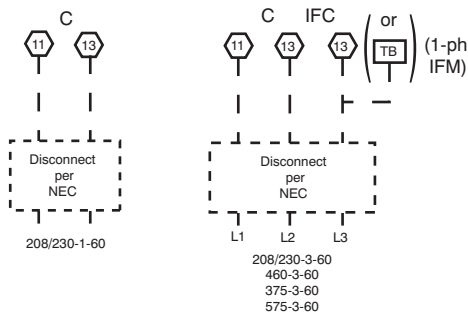 C
11 13
Disconnect
per
NEC
208/230-1-60
C IFC
11 13 13 ( or TB ) (1-ph
IFM)
Disconnect
per
NEC
L1 L2 L3
208/230-3-60
460-3-60
375-3-60
575-3-60